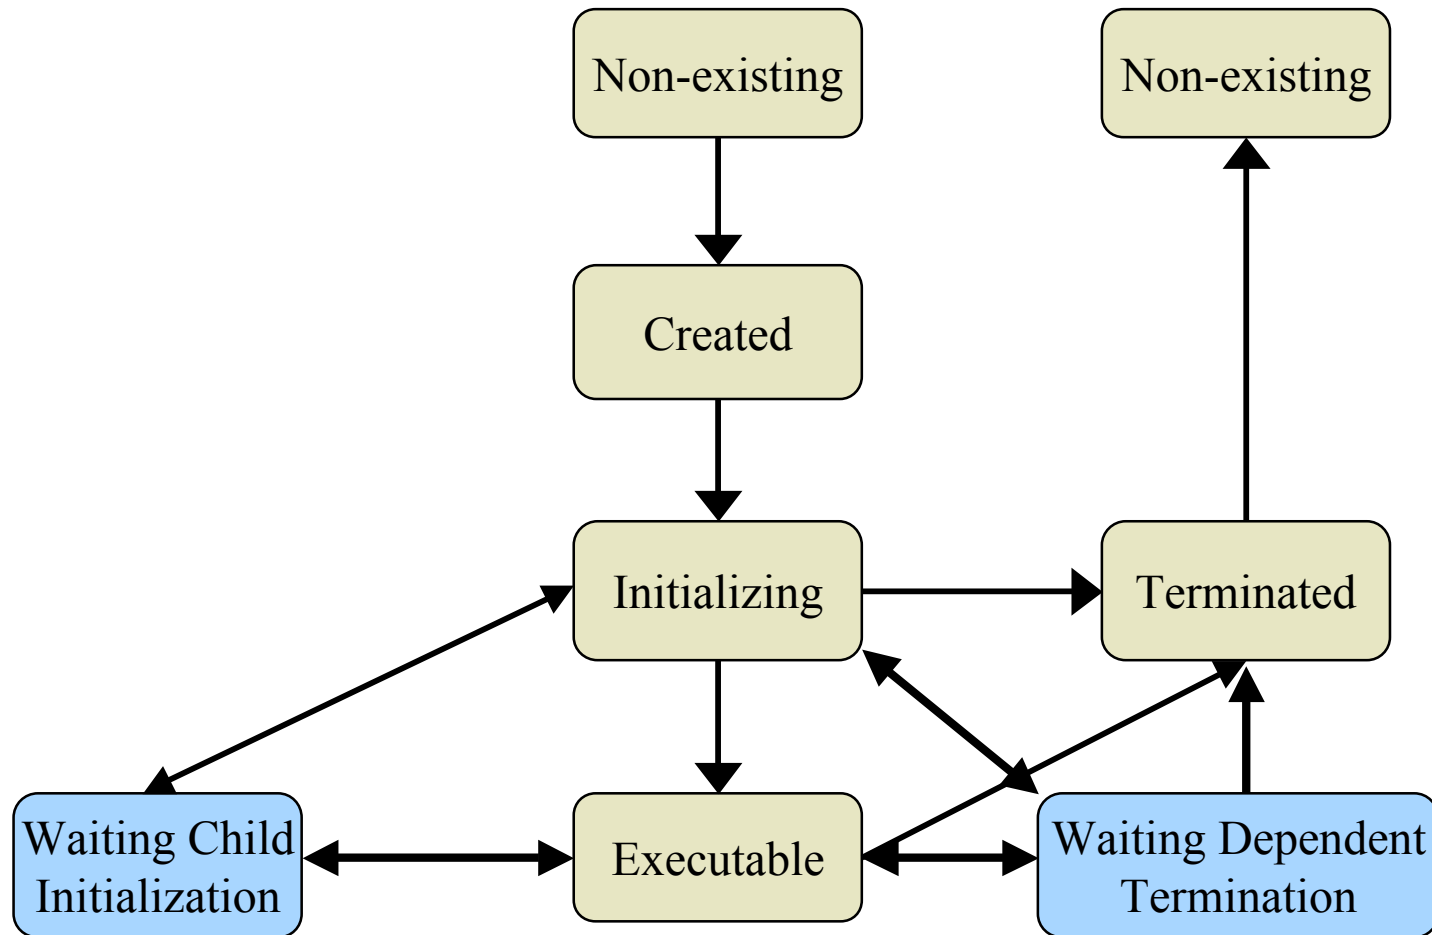 Non-existing
Non-existing
Created
Initializing
Terminated
Waiting Child
Initialization
Executable
Waiting Dependent
Termination